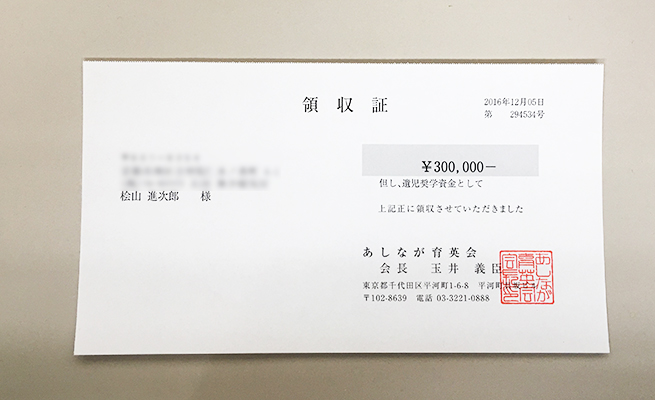 領収証
2016年12月05日
第 294534号
¥300,000−
但し、遺児奨学資金として
桧山 進次郎 様
上記正に領収させていただきました
あしなが育英会
会長 玉井 義臣
東京都千代田区平河町1-6-8 平河町
〒102-8639 電話 03-3221-0888